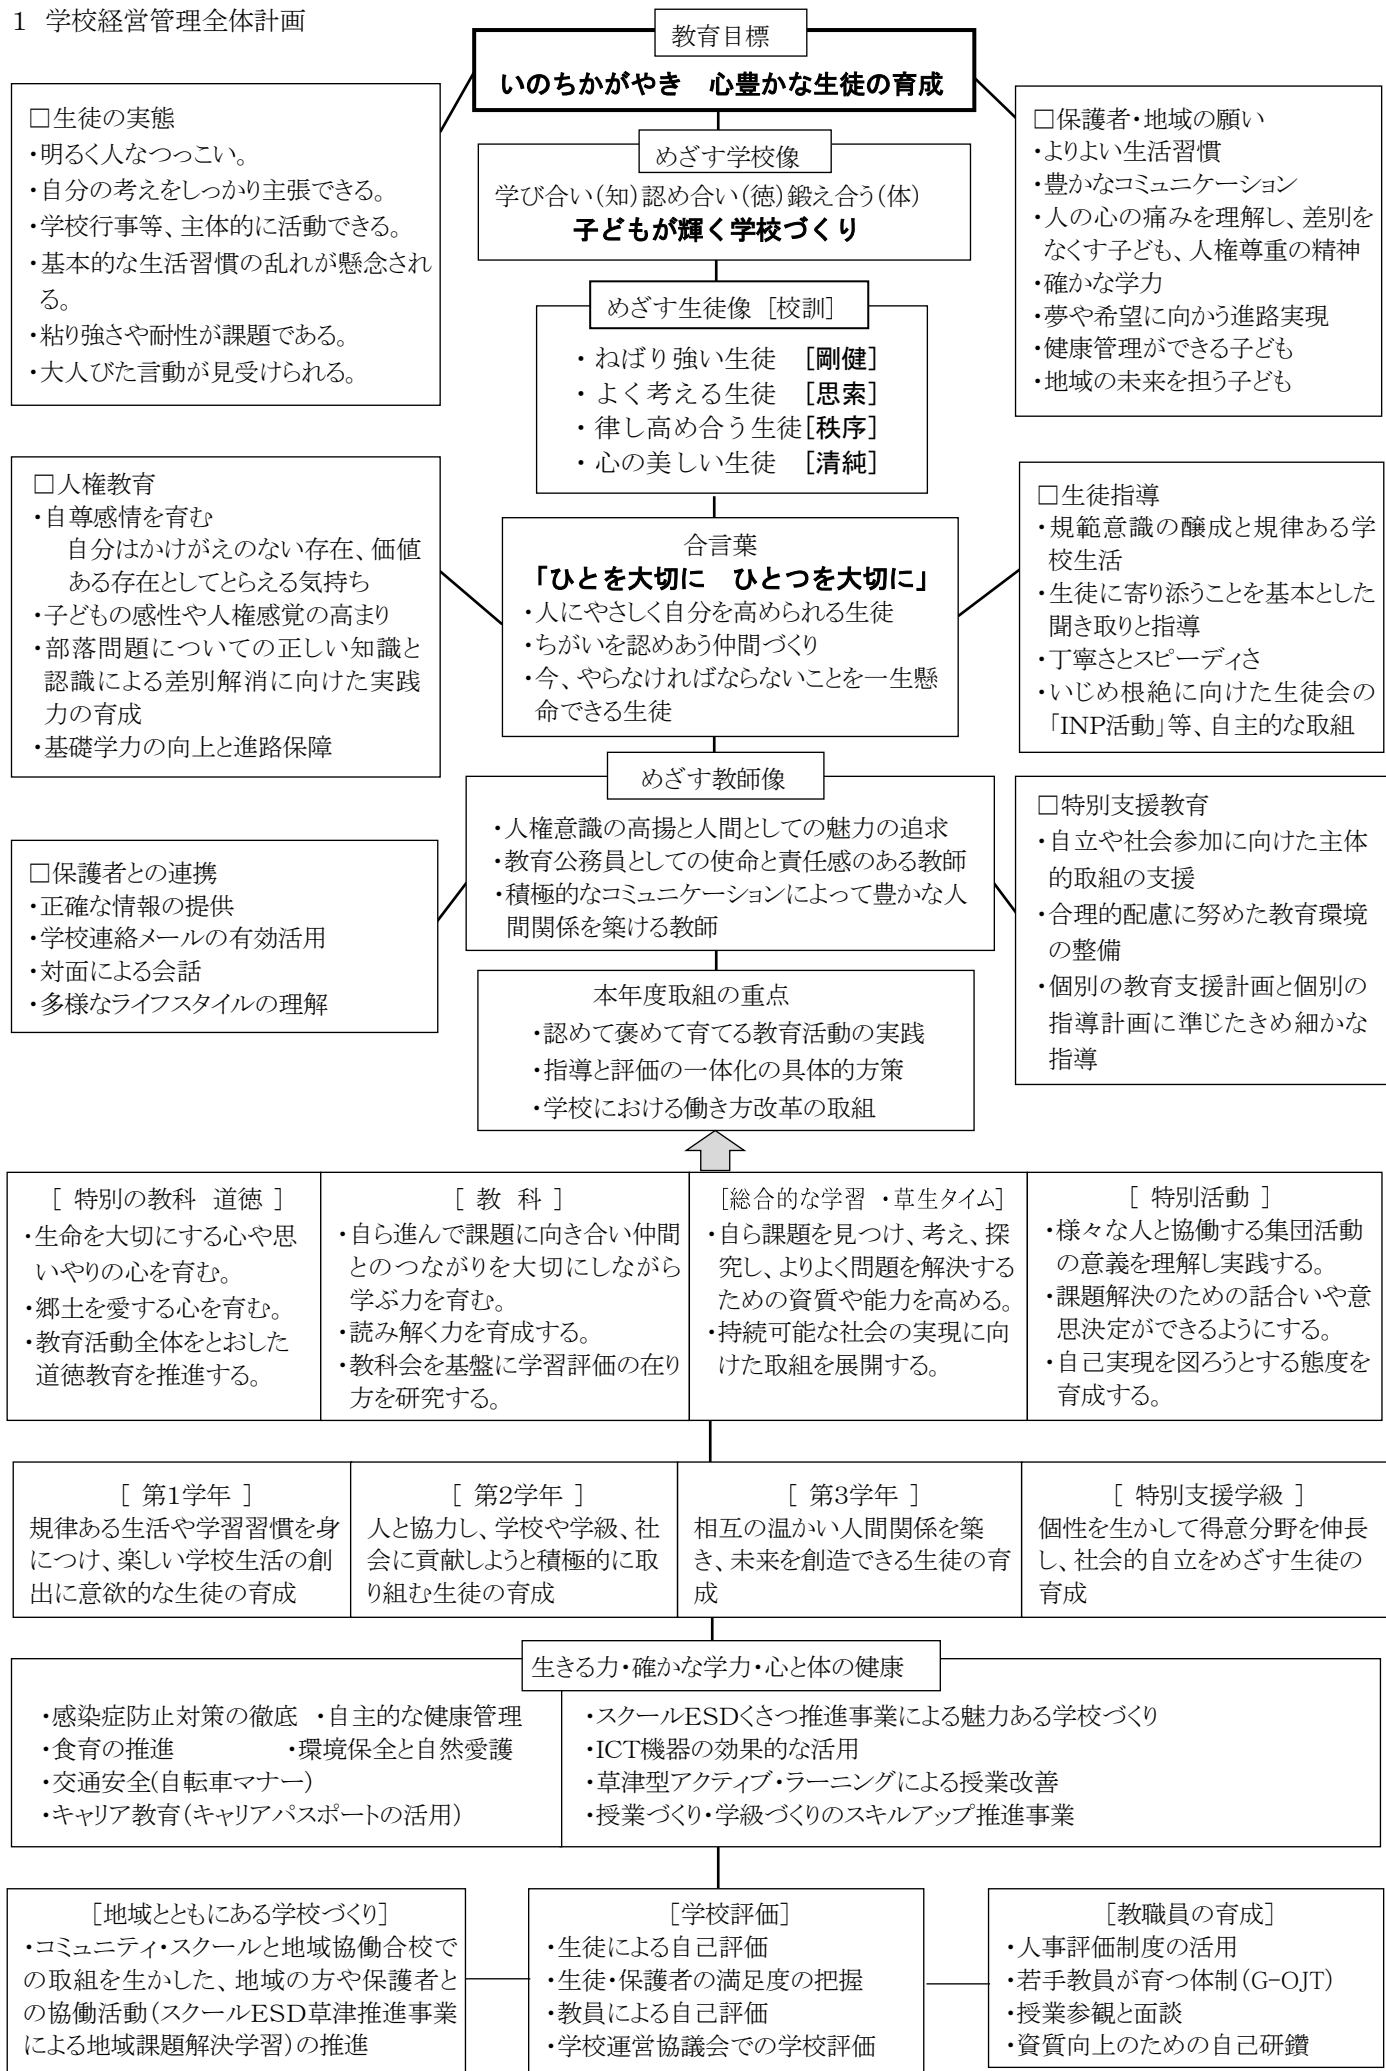 1 学校経営管理全体計画
教育目標
いのちかがやき 心豊かな生徒の育成
□生徒の実態
・明るく人なつっこい。
・自分の考えをしっかり主張できる。
・学校行事等、主体的に活動できる。
・基本的な生活習慣の乱れが懸念され
る。
・粘り強さや耐性が課題である。
・大人びた言動が見受けられる。
めざす学校像
学び合い(知)認め合い(徳)鍛え合う(体)
子どもが輝く学校づくり
□保護者・地域の願い
・よりよい生活習慣
・豊かなコミュニケーション
・人の心の痛みを理解し、差別を
なくす子ども、人権尊重の精神
・確かな学力
・夢や希望に向かう進路実現
・健康管理ができる子ども
・地域の未来を担う子ども
めざす生徒像 [校訓]
・ねばり強い生徒 [剛健]
・よく考える生徒 [思索]
・律し高め合う生徒[秩序]
・心の美しい生徒 [清純]
□人権教育
・自尊感情を育む
自分はかけがえのない存在、価値
ある存在としてとらえる気持ち
・子どもの感性や人権感覚の高まり
・部落問題についての正しい知識と
認識による差別解消に向けた実践
力の育成
・基礎学力の向上と進路保障
合言葉
「ひとを大切に ひとつを大切に」
・人にやさしく自分を高められる生徒
・ちがいを認めあう仲間づくり
・今、やらなければならないことを一生懸
命できる生徒
□生徒指導
・規範意識の醸成と規律ある学
校生活
・生徒に寄り添うことを基本とした
聞き取りと指導
・丁寧さとスピーディさ
・いじめ根絶に向けた生徒会の
「INP活動」等、自主的な取組
めざす教師像
・人権意識の高揚と人間としての魅力の追求
・教育公務員としての使命と責任感のある教師
・積極的なコミュニケーションによって豊かな人
間関係を築ける教師
□保護者との連携
・正確な情報の提供
・学校連絡メールの有効活用
・対面による会話
・多様なライフスタイルの理解
□特別支援教育
・自立や社会参加に向けた主体
的取組の支援
・合理的配慮に努めた教育環境
の整備
・個別の教育支援計画と個別の
指導計画に準じたきめ細かな
指導
本年度取組の重点
・認めて褒めて育てる教育活動の実践
・指導と評価の一体化の具体的方策
・学校における働き方改革の取組
[ 特別の教科 道徳 ]
・生命を大切にする心や思
いやりの心を育む。
・郷土を愛する心を育む。
・教育活動全体をとおした
道徳教育を推進する。
[ 教 科 ]
・自ら進んで課題に向き合い仲間
とのつながりを大切にしながら
学ぶ力を育む。
・読み解く力を育成する。
・教科会を基盤に学習評価の在り
方を研究する。
[総合的な学習 ・草生タイム]
・自ら課題を見つけ、考え、探
究し、よりよく問題を解決する
ための資質や能力を高める。
・持続可能な社会の実現に向
けた取組を展開する。
[ 特別活動 ]
・様々な人と協働する集団活動
の意義を理解し実践する。
・課題解決のための話合いや意
思決定ができるようにする。
・自己実現を図ろうとする態度を
育成する。
[ 第1学年 ]
規律ある生活や学習習慣を身
につけ、楽しい学校生活の創
出に意欲的な生徒の育成
[ 第2学年 ]
人と協力し、学校や学級、社
会に貢献しようと積極的に取
り組む生徒の育成
[ 第3学年 ]
相互の温かい人間関係を築
き、未来を創造できる生徒の育
成
[ 特別支援学級 ]
個性を生かして得意分野を伸長
し、社会的自立をめざす生徒の
育成
生きる力・確かな学力・心と体の健康
・感染症防止対策の徹底 ・自主的な健康管理
・食育の推進 ・環境保全と自然愛護
・交通安全(自転車マナー)
・キャリア教育(キャリアパスポートの活用)
・スクールESDくさつ推進事業による魅力ある学校づくり
・ICT機器の効果的な活用
・草津型アクティブ・ラーニングによる授業改善
・授業づくり・学級づくりのスキルアップ推進事業
[地域とともにある学校づくり]
・コミュニティ・スクールと地域協働合校で
の取組を生かした、地域の方や保護者と
の協働活動(スクールESD草津推進事業
による地域課題解決学習)の推進
[学校評価]
・生徒による自己評価
・生徒・保護者の満足度の把握
・教員による自己評価
・学校運営協議会での学校評価
[教職員の育成]
・人事評価制度の活用
・若手教員が育つ体制(G-OJT)
・授業参観と面談
・資質向上のための自己研鑽